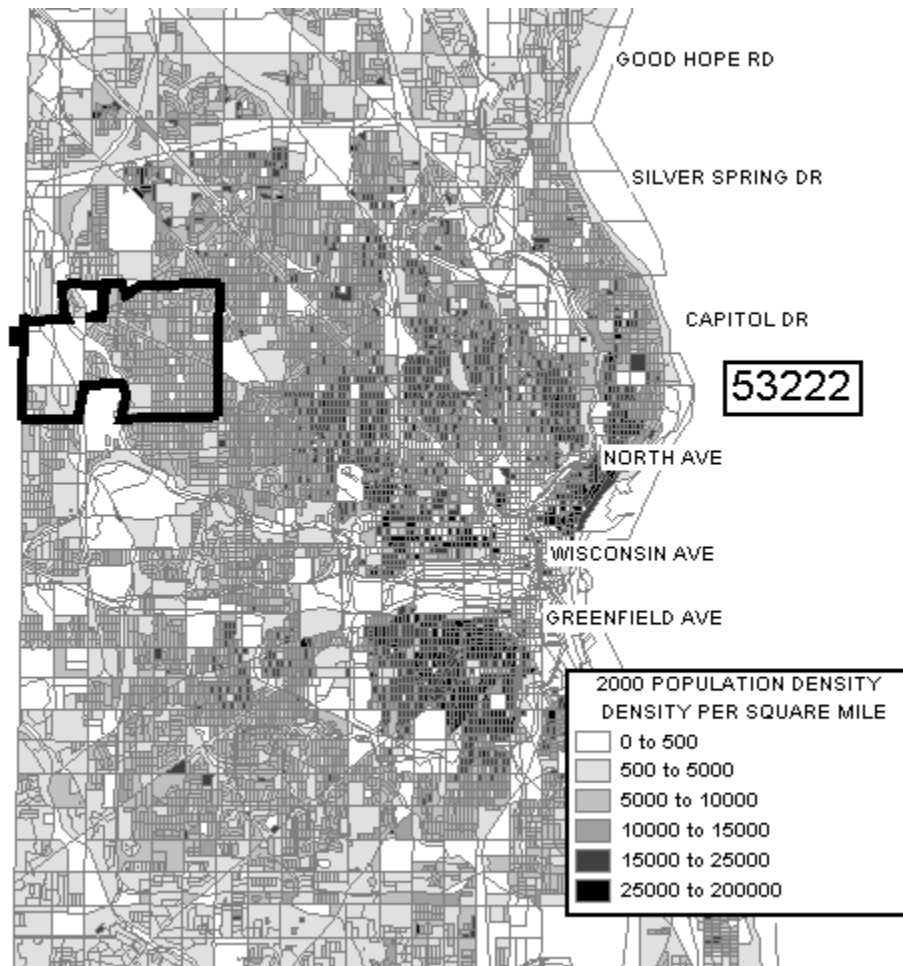 GOOD HOPE RD
SILVER SPRING DR
CAPITOL DR
53222
NORTH AVE
WISCONSIN AVE
GREENFIELD AVE
2000 POPULATION DENSITY
DENSITY PER SQUARE MILE
0 to 500
500 to 5000
5000 to 10000
10000 to 15000
15000 to 25000
25000 to 200000